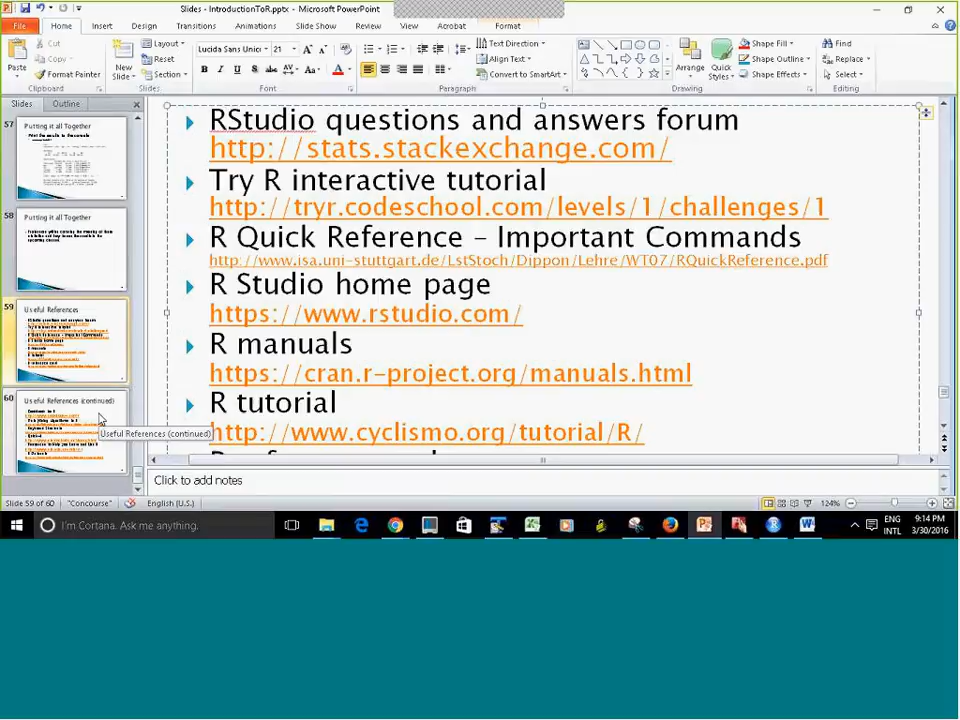 Slides - IntroductionToR.pptx - Microsoft PowerPoint
File Home Insert Design Transitions Animations Slide Show Review View Acrobat Format
Cut
Copy
Format Painter
Paste
Clipboard
New
Slide
Layout
Reset
Section
Slides
Lucida Sans Unic 21
B I U S abc AV Aa A
Font
Paragraph
Text Direction
Align Text
Convert to SmartArt
Arrange
Quick
Styles
Shape Fill
Shape Outline
Shape Effects
Drawing
Find
Replace
Select
Editing
Slides Outline
57
Putting it all Together
58
Putting it all Together
59
Useful References
60
Useful References (continued)
Useful References (continued)
RStudio questions and answers forum
http://stats.stackexchange.com/
Try R interactive tutorial
http://tryr.codeschool.com/levels/1/challenges/1
R Quick Reference – Important Commands
http://www.isa.uni-stuttgart.de/LstStoch/Dippon/Lehre/WT07/RQuickReference.pdf
R Studio home page
https://www.rstudio.com/
R manuals
https://cran.r-project.org/manuals.html
R tutorial
http://www.cyclismo.org/tutorial/R/
Click to add notes
Slide 59 of 60 "Concourse" English (U.S.) 124%
I'm Cortana. Ask me anything.
ENG
INTL
9:14 PM
3/30/2016